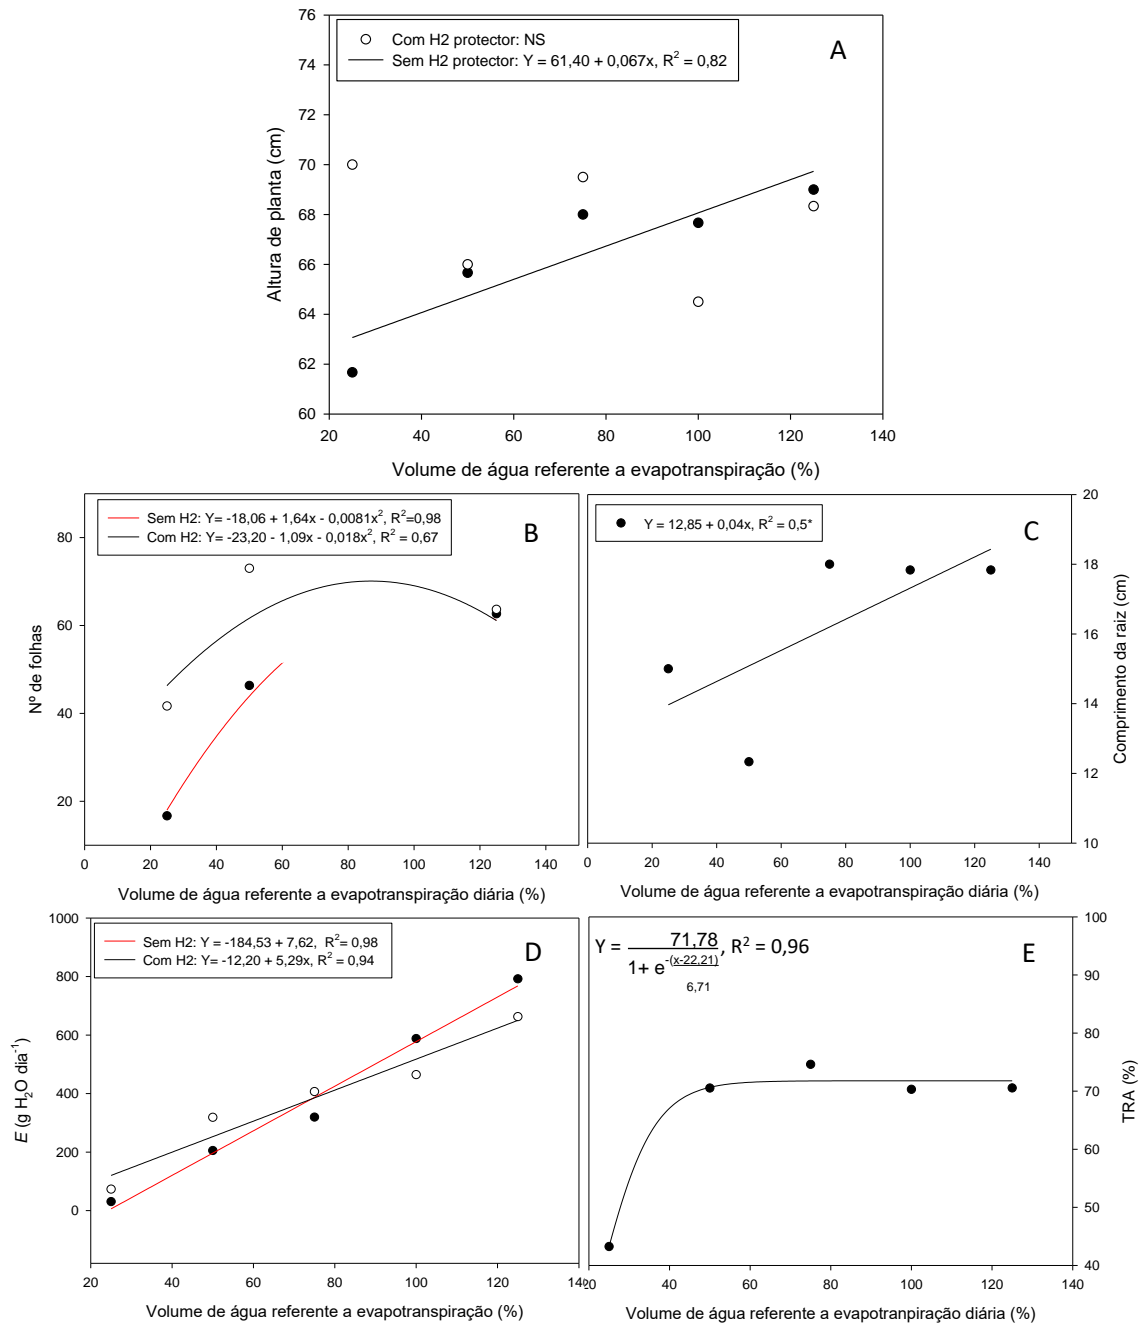 76
74
72
70
68
66
64
62
60
Altura de planta (cm)
Com H2 protector: NS
Sem H2 protector: Y = 61,40 + 0,067x, R² = 0,82
A
20 40 60 80 100 120 140
Volume de água referente a evapotranspiração (%)
80
60
40
20
Nº de folhas
Sem H2: Y= -18,06 + 1,64x - 0,0081x², R²=0,98
Com H2: Y= -23,20 - 1,09x - 0,018x², R² = 0,67
B
0 20 40 60 80 100 120 140
Volume de água referente a evapotranspiração diária (%)
Y = 12,85 + 0,04x, R² = 0,5*
C
20
18
16
14
12
10
Comprimento da raiz (cm)
0 20 40 60 80 100 120 140
Volume de água referente a evapotranspiração diária (%)
1000
800
600
400
200
0
E (g H₂O dia⁻¹)
Sem H2: Y = -184,53 + 7,62, R²= 0,98
Com H2: Y= -12,20 + 5,29x, R² = 0,94
D
20 40 60 80 100 120 140
Volume de água referente a evapotranspiração (%)
Y = 71,78 , R² = 0,96
1+ e -(x-22,21)
6,71
E
100
90
80
70
60
50
40
TRA (%)
20 40 60 80 100 120 140
Volume de água referente a evapotranpiração diária (%)